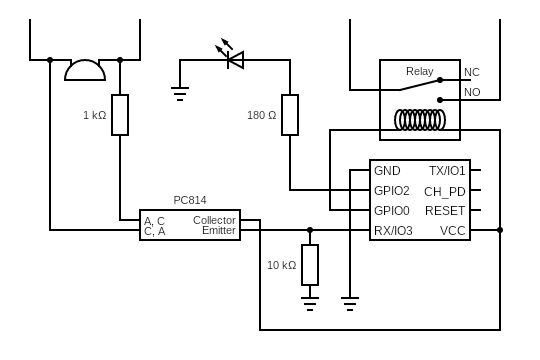 Relay
NC
NO
1 kΩ
180 Ω
GND TX/IO1
GPIO2 CH_PD
GPIO0 RESET
RX/IO3 VCC
PC814
A, C Collector
C, A Emitter
10 kΩ